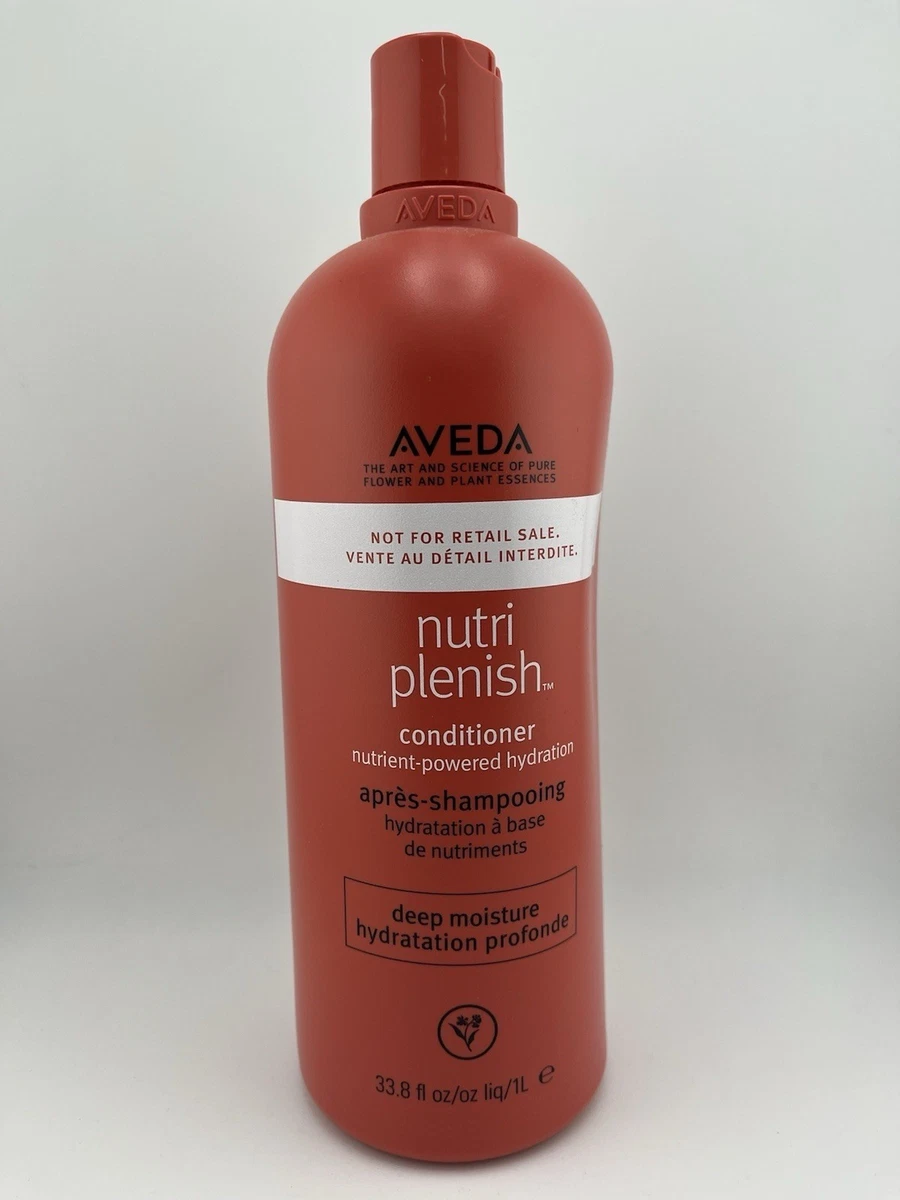 AVEDA
AVEDA
THE ART AND SCIENCE OF PURE
FLOWER AND PLANT ESSENCES
NOT FOR RETAIL SALE.
VENTE AU DÉTAIL INTERDITE.
nutri
plenish™
conditioner
nutrient-powered hydration
après-shampooing
hydratation à base
de nutriments
deep moisture
hydratation profonde
33.8 fl oz/oz liq/1L ℮